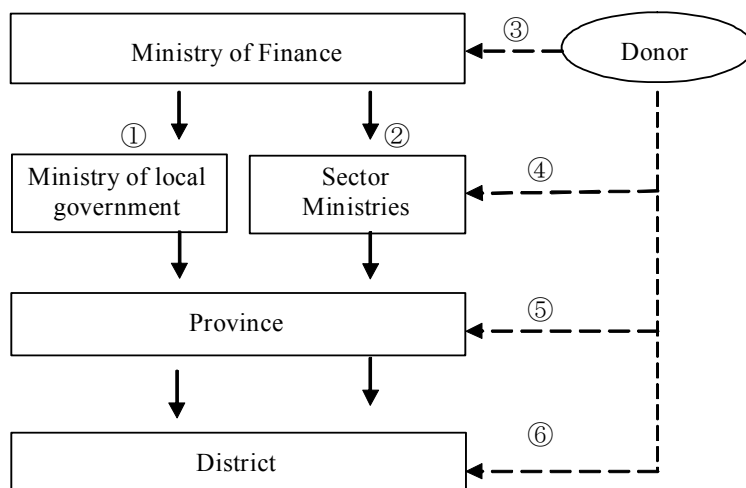 Ministry of Finance
③
Donor
①
②
Ministry of local
government
Sector
Ministries
④
Province
⑤
District
⑥